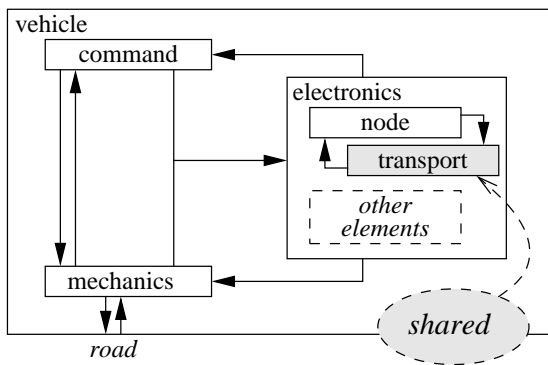 vehicle
command
electronics
node
transport
other
elements
mechanics
shared
road